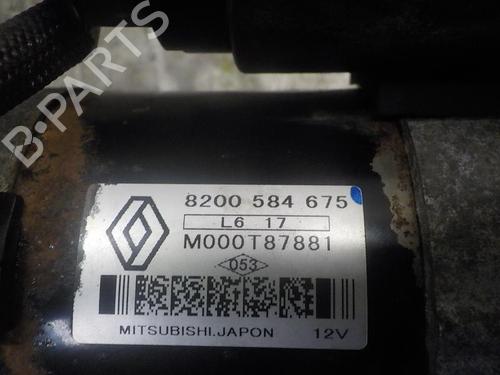 B-PARTS
8200 584 675
L6 17
M000T87881
053
MITSUBISHI.JAPON 12V